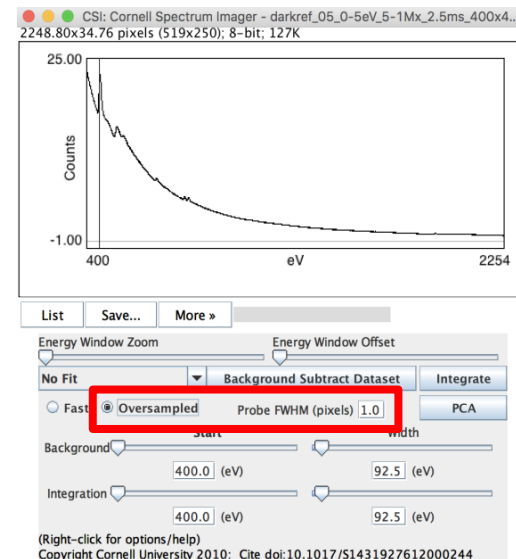 CSI: Cornell Spectrum Imager - darkref_05_0-5eV_5-1Mx_2.5ms_400x4...
2248.80x34.76 pixels (519x250); 8-bit; 127K
25.00
Counts
-1.00
400 eV 2254
List Save... More »
Energy Window Zoom Energy Window Offset
No Fit Background Subtract Dataset Integrate
Fast Oversampled Probe FWHM (pixels) 1.0 PCA
Start Width
Background
400.0 (eV) 92.5 (eV)
Integration
400.0 (eV) 92.5 (eV)
(Right-click for options/help)
Copyright Cornell University 2010: Cite doi:10.1017/S1431927612000244